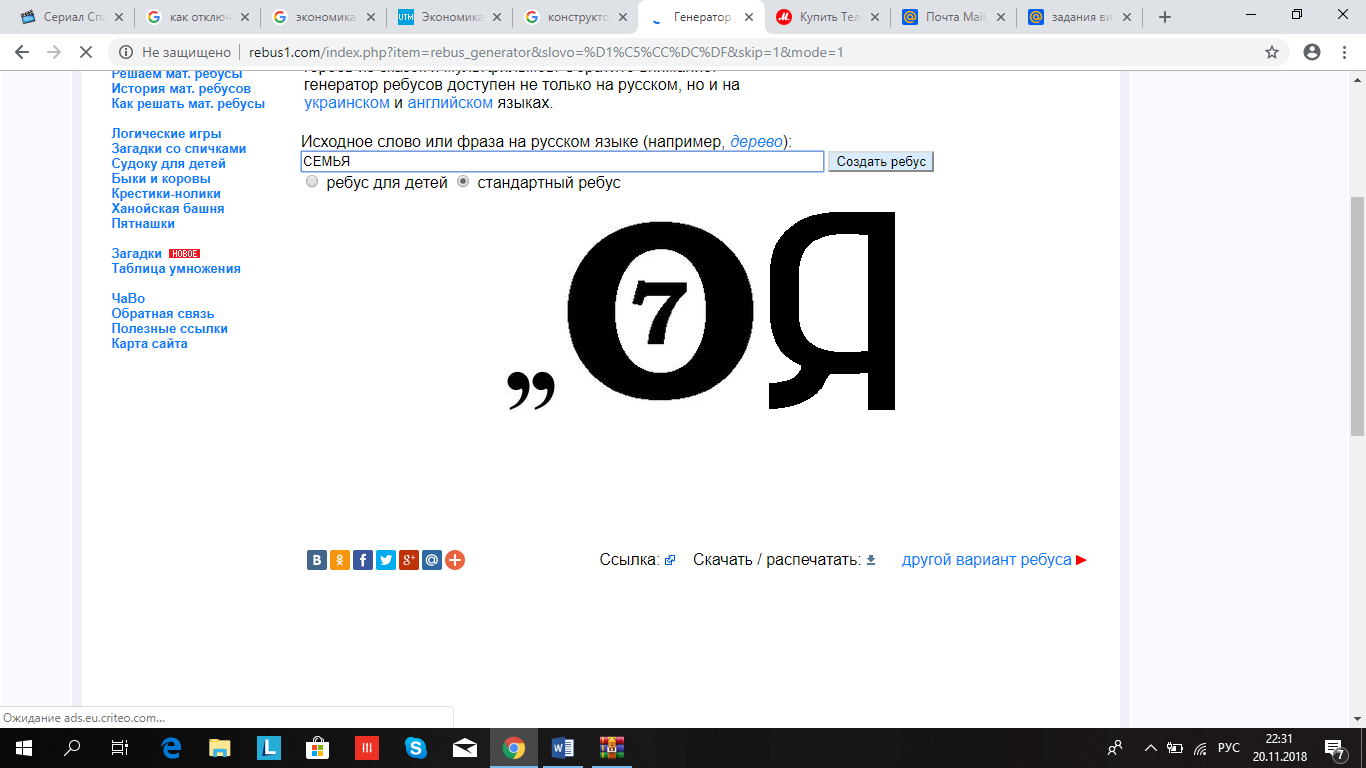 Сериал Спа
как отключ
экономика
Экономика
конструкто
Генератор
Купить Тел
Почта Mail
задания ви
Не защищено | rebus1.com/index.php?item=rebus_generator&slovo=%D1%C5%CC%DC%DF&skip=1&mode=1
Решаем мат. ребусы
История мат. ребусов
Как решать мат. ребусы
Логические игры
Загадки со спичками
Судоку для детей
Быки и коровы
Крестики-нолики
Ханойская башня
Пятнашки
Загадки НОВОЕ
Таблица умножения
ЧаВо
Обратная связь
Полезные ссылки
Карта сайта
генератор ребусов доступен не только на русском, но и на
украинском и английском языках.
Исходное слово или фраза на русском языке (например, дерево):
СЕМЬЯ Создать ребус
ребус для детей стандартный ребус
,, О 7 Я
Ссылка: Скачать / распечатать: другой вариант ребуса
Ожидание ads.eu.criteo.com...
РУС
22:31
20.11.2018
7